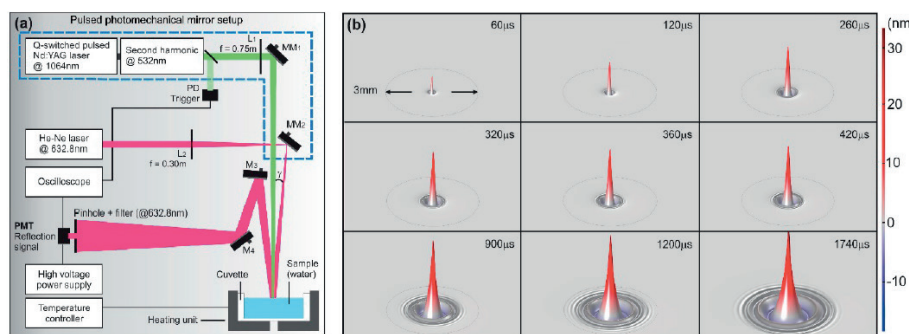 (a)
Pulsed photomechanical mirror setup
Q-switched pulsed
Nd:YAG laser
@ 1064nm
Second harmonic
@ 532nm
L1
f = 0.75m
MM1
PD
Trigger
MM2
He-Ne laser
@ 632.8nm
L2
f = 0.30m
M3
γ
Oscilloscope
Pinhole + filter (@632.8nm)
PMT
Reflection
signal
M4
High voltage
power supply
Cuvette
Sample
(water)
Temperature
controller
Heating unit
(b)
60μs
120μs
260μs
3mm
320μs
360μs
420μs
900μs
1200μs
1740μs
(nm)
30
20
10
0
-10